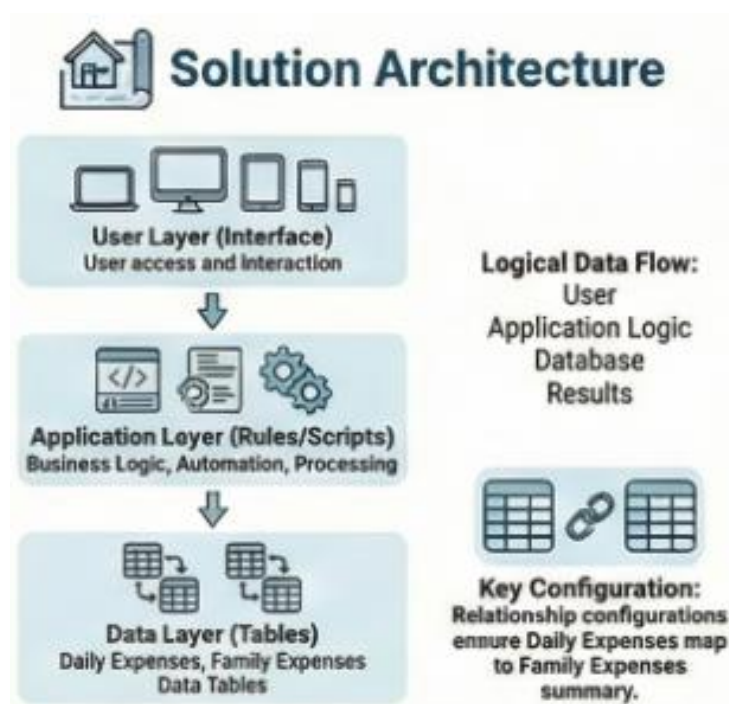 Solution Architecture
User Layer (Interface)
User access and Interaction
Application Loyer (Rules/Scripts)
Business Logic, Automation, Processing
Data Layer (Tables)
Daily Expenses, Family Expenses
Data Tables
Logical Data Flow:
User
Application Logic
Database
Results
Key Configuration:
Relationship configurations
ensure Daily Expenses map
to Family Expenses
summary.